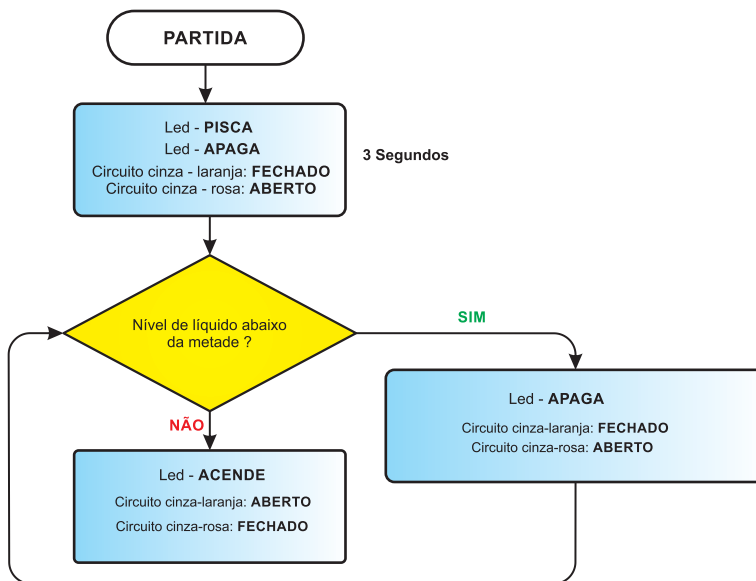 PARTIDA
Led - PISCA
Led - APAGA
Circuito cinza - laranja: FECHADO
Circuito cinza - rosa: ABERTO
3 Segundos
Nível de líquido abaixo
da metade ?
SIM
NÃO
Led - APAGA
Circuito cinza-laranja: FECHADO
Circuito cinza-rosa: ABERTO
Led - ACENDE
Circuito cinza-laranja: ABERTO
Circuito cinza-rosa: FECHADO